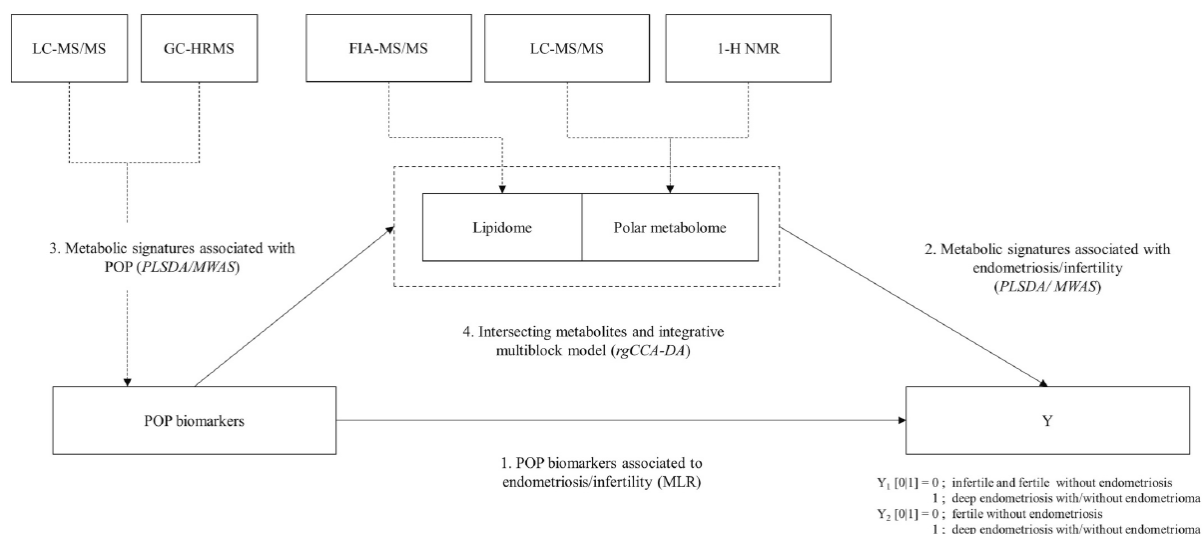 LC-MS/MS
GC-HRMS
FIA-MS/MS
LC-MS/MS
1-H NMR
Lipidome
Polar metabolome
3. Metabolic signatures associated with
POP (PLSDA/MWAS)
2. Metabolic signatures associated with
endometriosis/infertility
(PLSDA/ MWAS)
4. Intersecting metabolites and integrative
multiblock model (rgCCA-DA)
POP biomarkers
Y
1. POP biomarkers associated to
endometriosis/infertility (MLR)
Y₁ [0|1] = 0 ; infertile and fertile without endometriosis
1 ; deep endometriosis with/without endometrioma
Y₂ [0|1] = 0 ; fertile without endometriosis
1 ; deep endometriosis with/without endometrioma